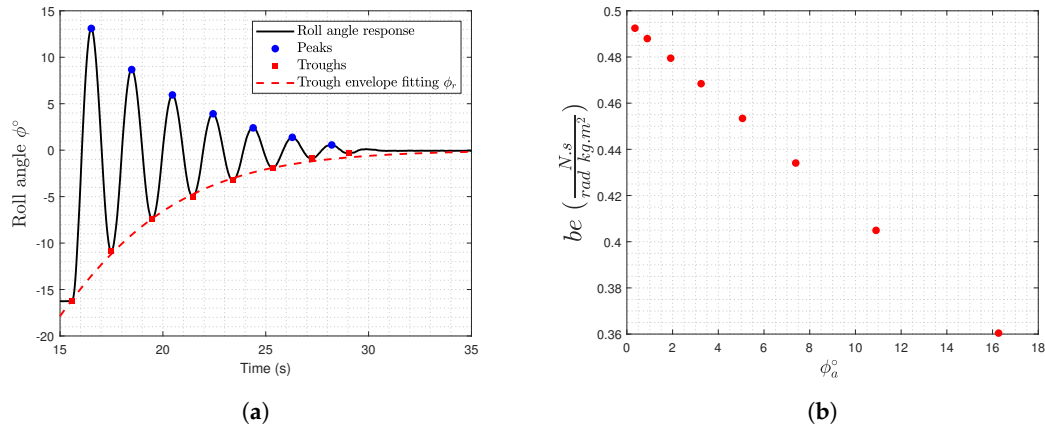 15
10
5
0
-5
-10
-15
-20
Roll angle ϕ°
15 20 25 30 35
Time (s)
Roll angle response
Peaks
Troughs
Trough envelope fitting ϕᵣ
(a)
0.5
0.48
0.46
0.44
0.42
0.4
0.38
0.36
be (N.s / rad kg.m²)
0 2 4 6 8 10 12 14 16 18
ϕₐ°
(b)